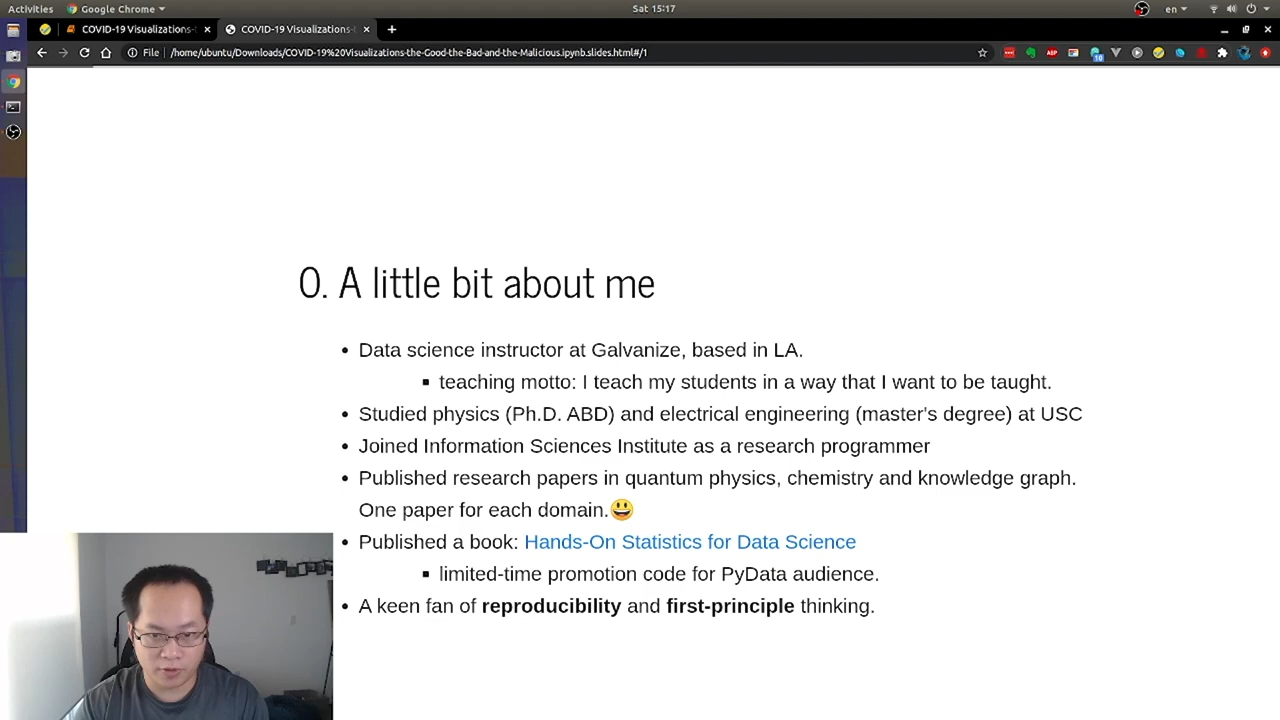 Activities
Google Chrome
Sat 15:17
en
COVID-19 Visualizations-
COVID-19 Visualizations-
File
/home/ubuntu/Downloads/COVID-19%20Visualizations-the-Good-the-Bad-and-the-Malicious.ipynb.slides.html#/1
ABP
10
0. A little bit about me
• Data science instructor at Galvanize, based in LA.
▪ teaching motto: I teach my students in a way that I want to be taught.
• Studied physics (Ph.D. ABD) and electrical engineering (master's degree) at USC
• Joined Information Sciences Institute as a research programmer
• Published research papers in quantum physics, chemistry and knowledge graph.
One paper for each domain.😃
• Published a book: Hands-On Statistics for Data Science
▪ limited-time promotion code for PyData audience.
• A keen fan of reproducibility and first-principle thinking.